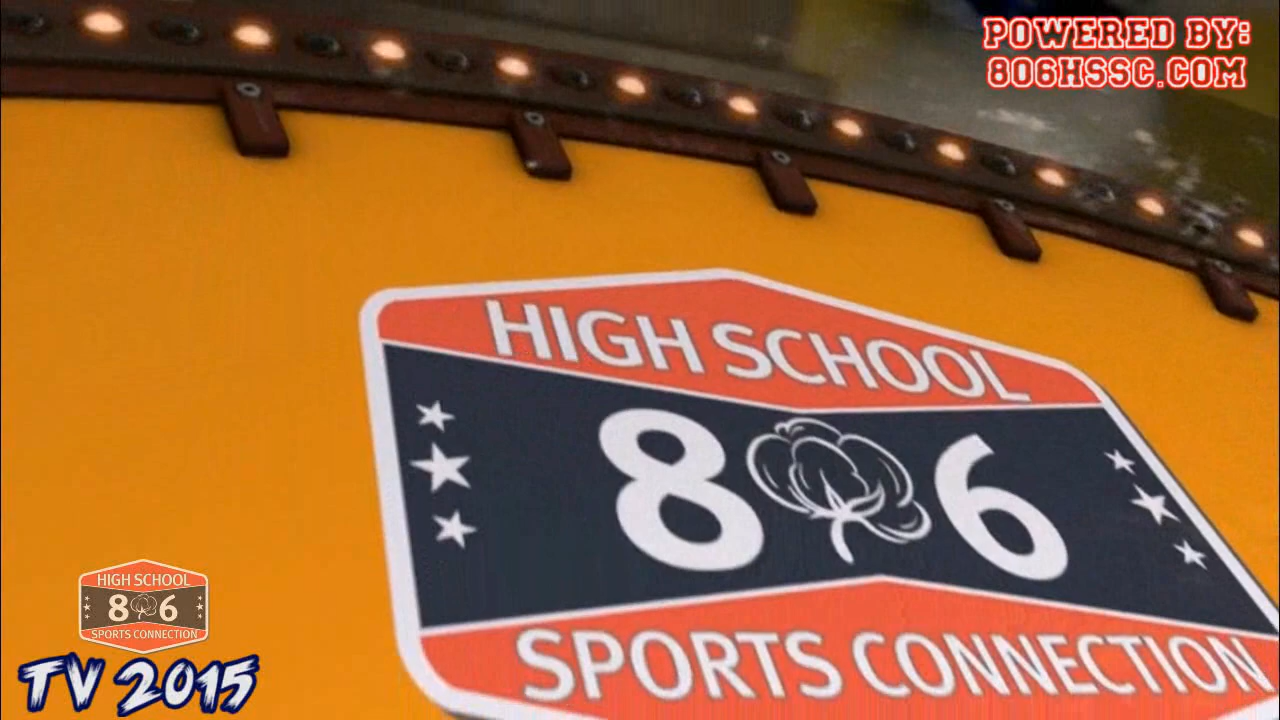 POWERED BY:
806HSSC.COM
HIGH SCHOOL
8 6
SPORTS CONNECTION
HIGH SCHOOL
8 6
SPORTS CONNECTION
TV 2015